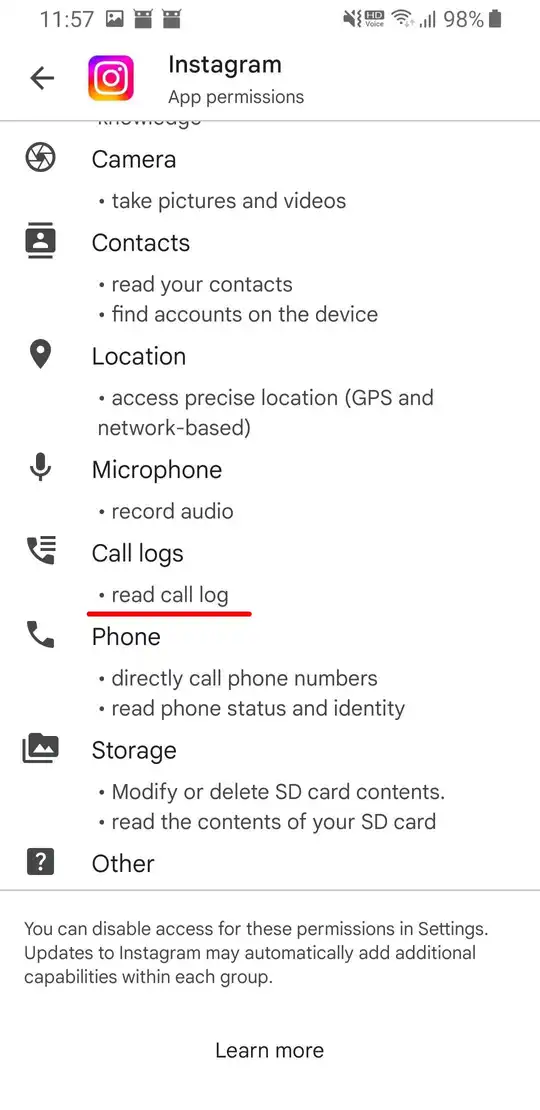 11:57 HD Voice 98%
Instagram
App permissions
knowledge
Camera
• take pictures and videos
Contacts
• read your contacts
• find accounts on the device
Location
• access precise location (GPS and
network-based)
Microphone
• record audio
Call logs
• read call log
Phone
• directly call phone numbers
• read phone status and identity
Storage
• Modify or delete SD card contents.
• read the contents of your SD card
? Other
You can disable access for these permissions in Settings.
Updates to Instagram may automatically add additional
capabilities within each group.
Learn more